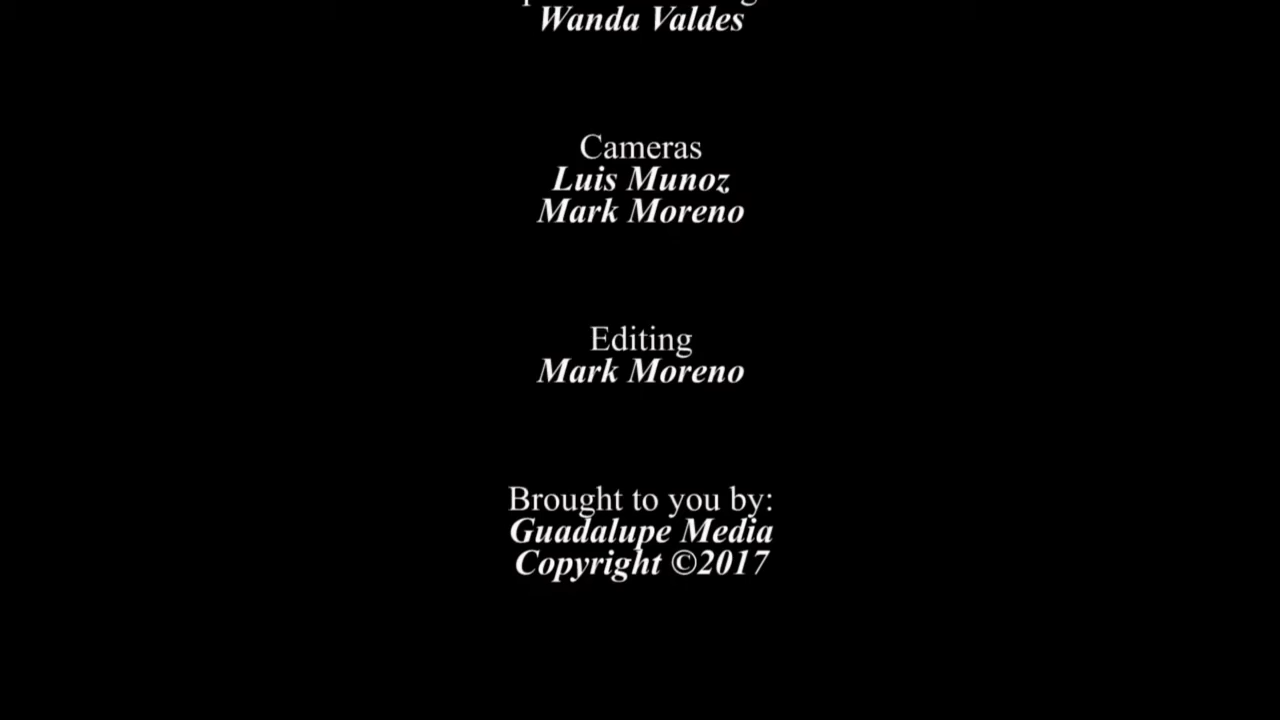 Wanda Valdes
Cameras
Luis Munoz
Mark Moreno
Editing
Mark Moreno
Brought to you by:
Guadalupe Media
Copyright ©2017